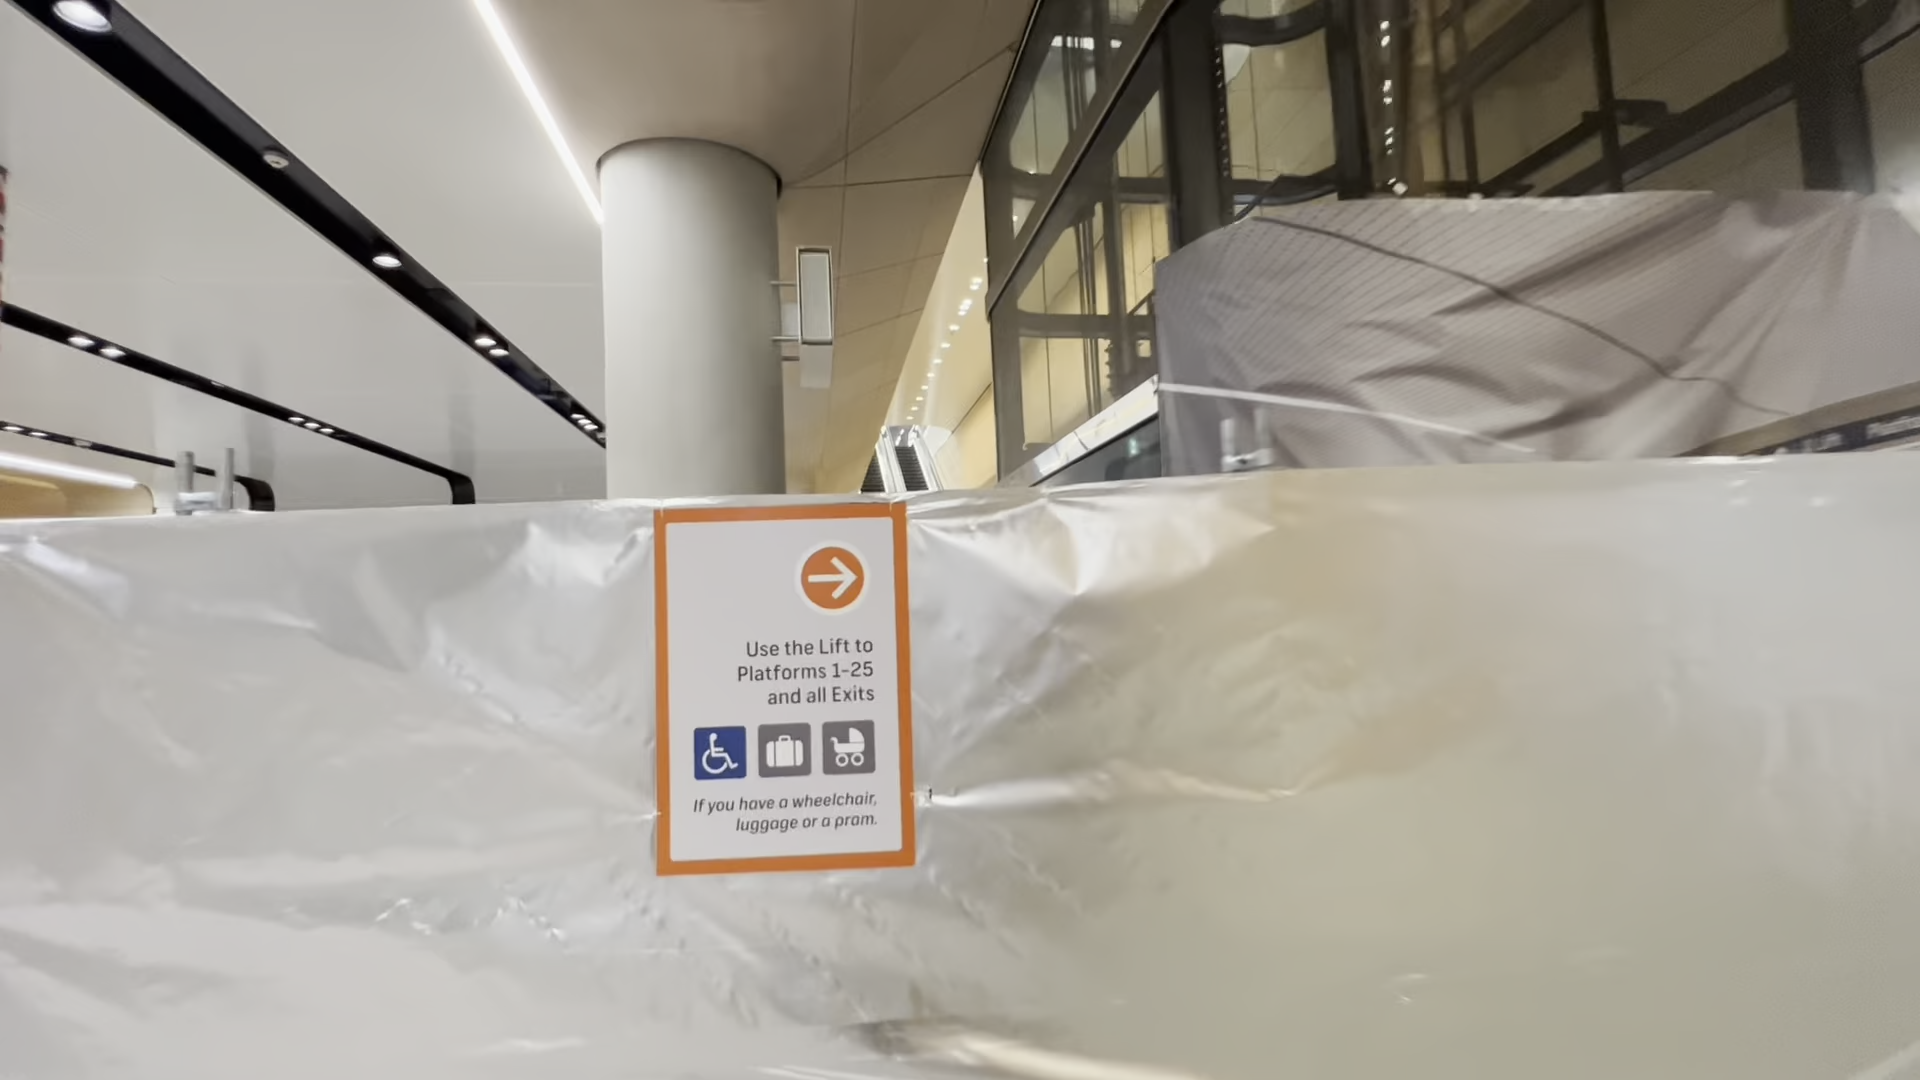 Use the Lift to
Platforms 1-25
and all Exits
If you have a wheelchair,
luggage or a pram.